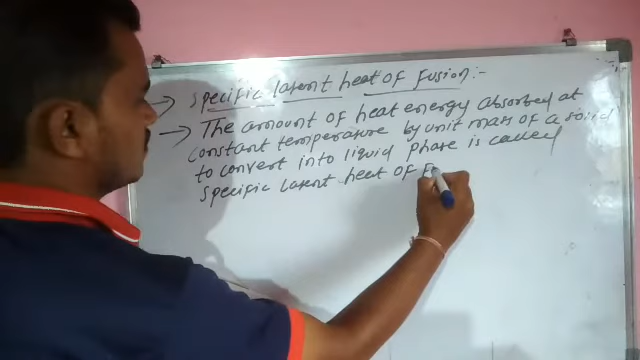 → Specific latent heat of fusion:-
→ The amount of heat energy absorbed at
constant temperature by unit mass of a solid
to convert into liquid phase is called
specific latent heat of F